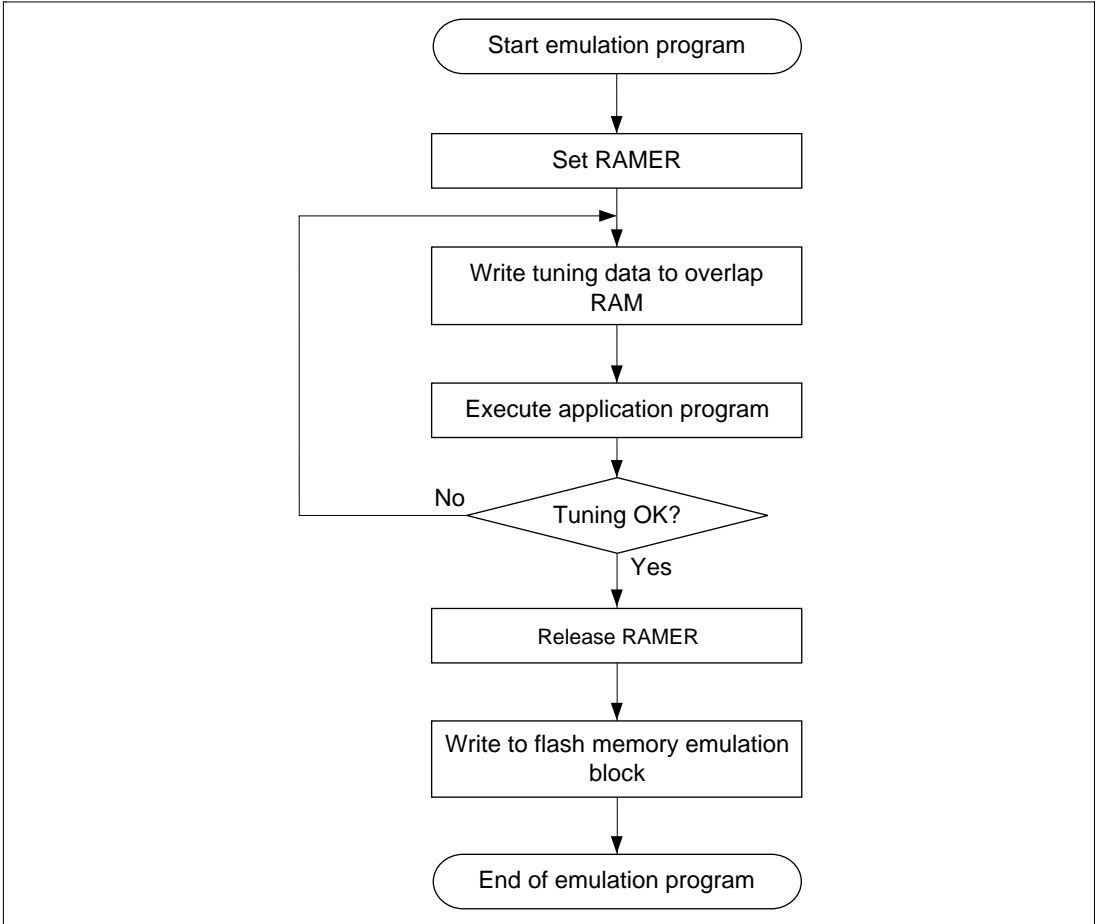 Start emulation program
Set RAMER
Write tuning data to overlap
RAM
Execute application program
No
Tuning OK?
Yes
Release RAMER
Write to flash memory emulation
block
End of emulation program